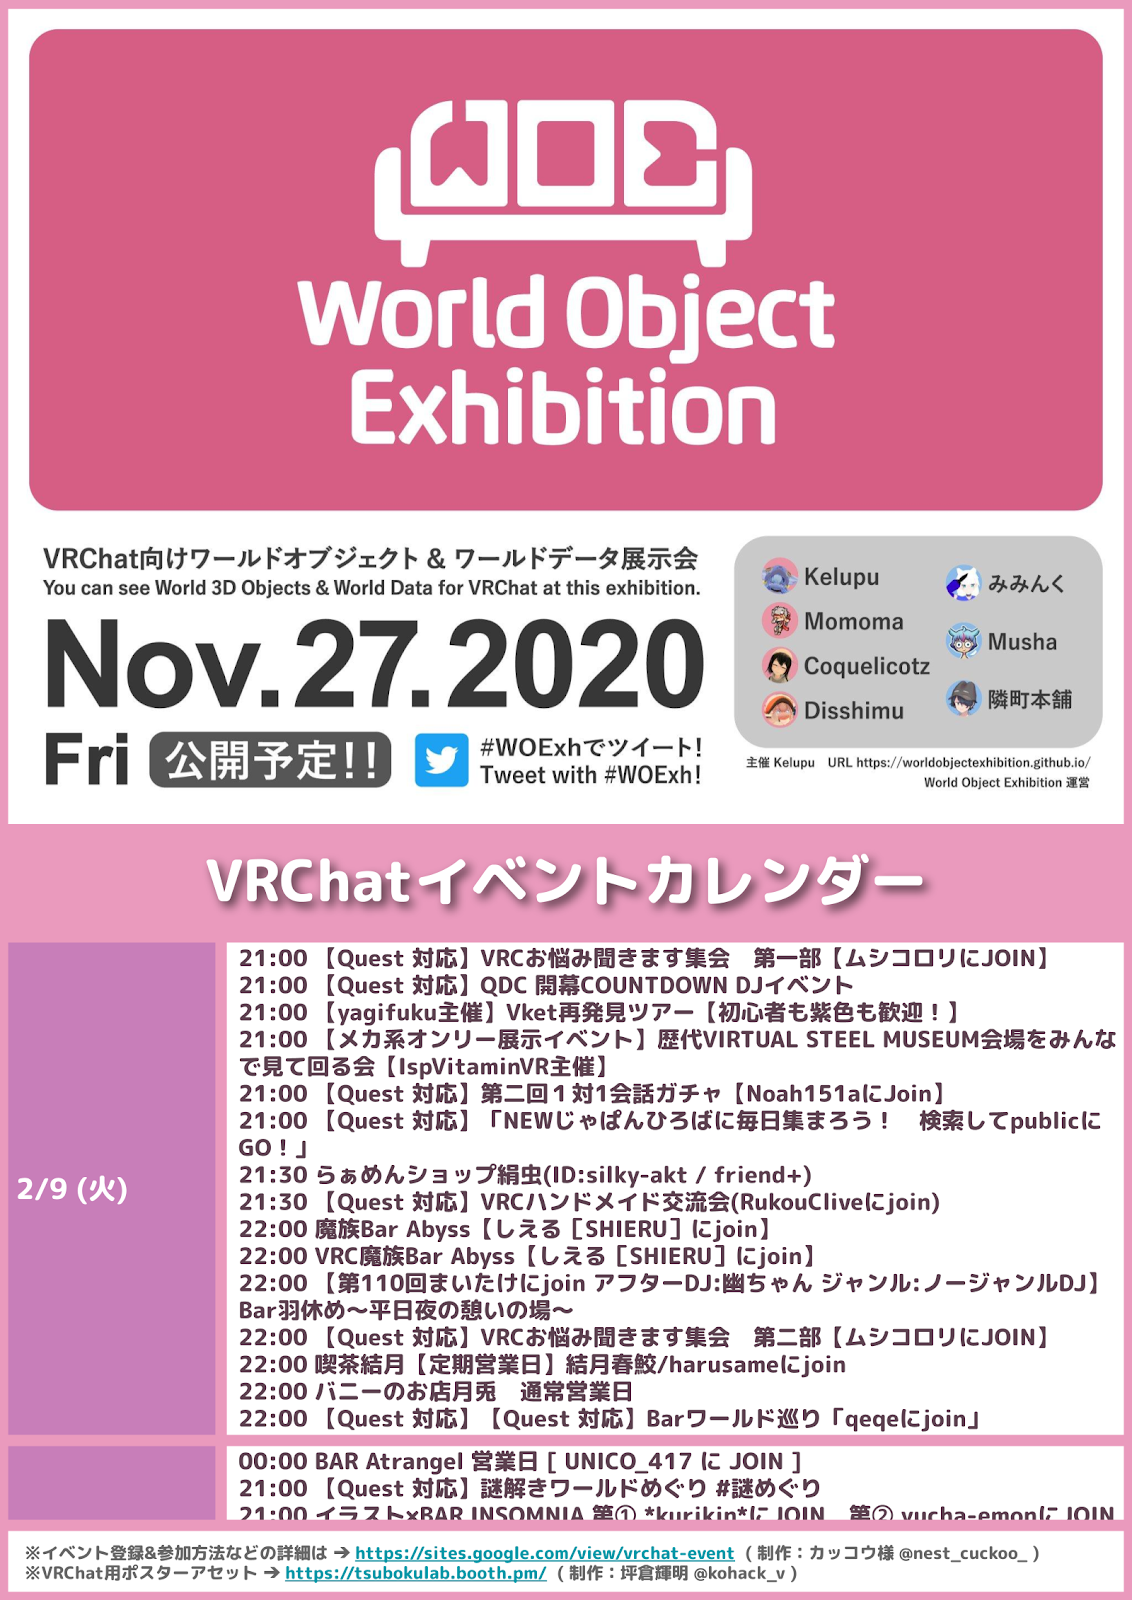 WOE
World Object
Exhibition
VRChat向けワールドオブジェクト & ワールドデータ展示会
You can see World 3D Objects & World Data for VRChat at this exhibition.
Nov.27.2020
Fri 公開予定!!
#WOExhでツイート!
Tweet with #WOExh!
Kelupu
Momoma
Coquelicotz
Disshimu
みみんく
Musha
隣町本舗
主催 Kelupu　URL https://worldobjectexhibition.github.io/
World Object Exhibition 運営
VRChatイベントカレンダー
2/9 (火)
21:00 【Quest 対応】VRCお悩み聞きます集会　第一部【ムシコロリにJOIN】
21:00 【Quest 対応】QDC 開幕COUNTDOWN DJイベント
21:00 【yagifuku主催】Vket再発見ツアー【初心者も紫色も歓迎！】
21:00 【メカ系オンリー展示イベント】歴代VIRTUAL STEEL MUSEUM会場をみんな
で見て回る会【IspVitaminVR主催】
21:00 【Quest 対応】第二回１対1会話ガチャ【Noah151aにJoin】
21:00 【Quest 対応】「NEWじゃぱんひろばに毎日集まろう！　検索してpublicに
GO！」
21:30 らぁめんショップ絹虫(ID:silky-akt / friend+)
21:30 【Quest 対応】VRCハンドメイド交流会(RukouCliveにjoin)
22:00 魔族Bar Abyss【しえる［SHIERU］にjoin】
22:00 VRC魔族Bar Abyss【しえる［SHIERU］にjoin】
22:00 【第110回まいたけにjoin アフターDJ:幽ちゃん ジャンル:ノージャンルDJ】
Bar羽休め～平日夜の憩いの場～
22:00 【Quest 対応】VRCお悩み聞きます集会　第二部【ムシコロリにJOIN】
22:00 喫茶結月【定期営業日】結月春鮫/harusameにjoin
22:00 バニーのお店月兎　通常営業日
22:00 【Quest 対応】【Quest 対応】Barワールド巡り「qeqeにjoin」
00:00 BAR Atrangel 営業日 [ UNICO_417 に JOIN ]
21:00 【Quest 対応】謎解きワールドめぐり #謎めぐり
21:00 イラスト×BAR INSOMNIA 第① *kurikin*に JOIN　第② yucha-emonに JOIN
※イベント登録&参加方法などの詳細は ➔ https://sites.google.com/view/vrchat-event （ 制作：カッコウ様 @nest_cuckoo_ ）
※VRChat用ポスターアセット ➔ https://tsubokulab.booth.pm/ （ 制作：坪倉輝明 @kohack_v ）